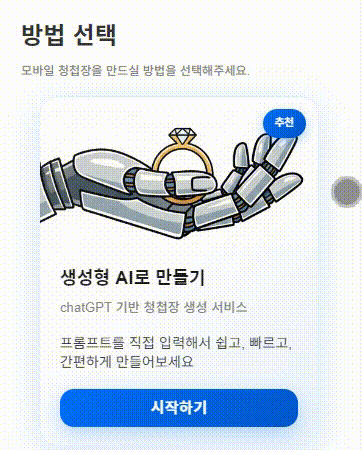 방법 선택
모바일 청첩장을 만드실 방법을 선택해주세요.
추천
생성형 AI로 만들기
chatGPT 기반 청첩장 생성 서비스
프롬프트를 직접 입력해서 쉽고, 빠르고,
간편하게 만들어보세요
시작하기